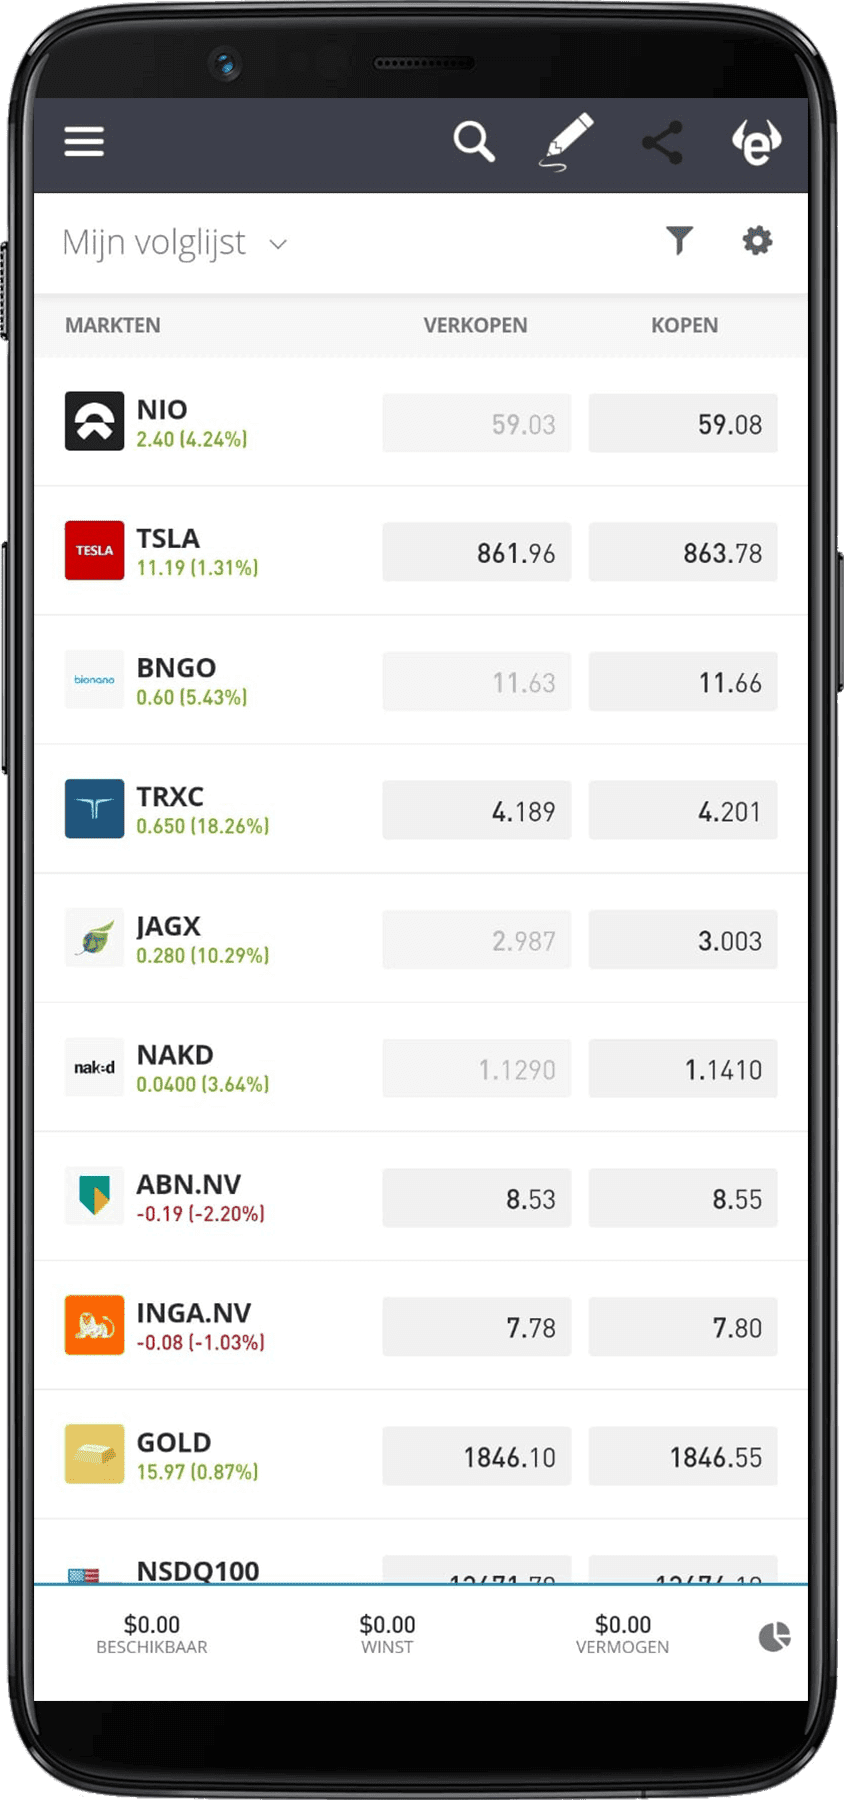 e
Mijn volglijst
MARKTEN VERKOPEN KOPEN
NIO
2.40 (4.24%) 59.03 59.08
TESLA TSLA
11.19 (1.31%) 861.96 863.78
bionano BNGO
0.60 (5.43%) 11.63 11.66
TRXC
0.650 (18.26%) 4.189 4.201
JAGX
0.280 (10.29%) 2.987 3.003
nak:d NAKD
0.0400 (3.64%) 1.1290 1.1410
ABN.NV
-0.19 (-2.20%) 8.53 8.55
INGA.NV
-0.08 (-1.03%) 7.78 7.80
GOLD
15.97 (0.87%) 1846.10 1846.55
NSDQ100
$0.00 $0.00 $0.00
BESCHIKBAAR WINST VERMOGEN